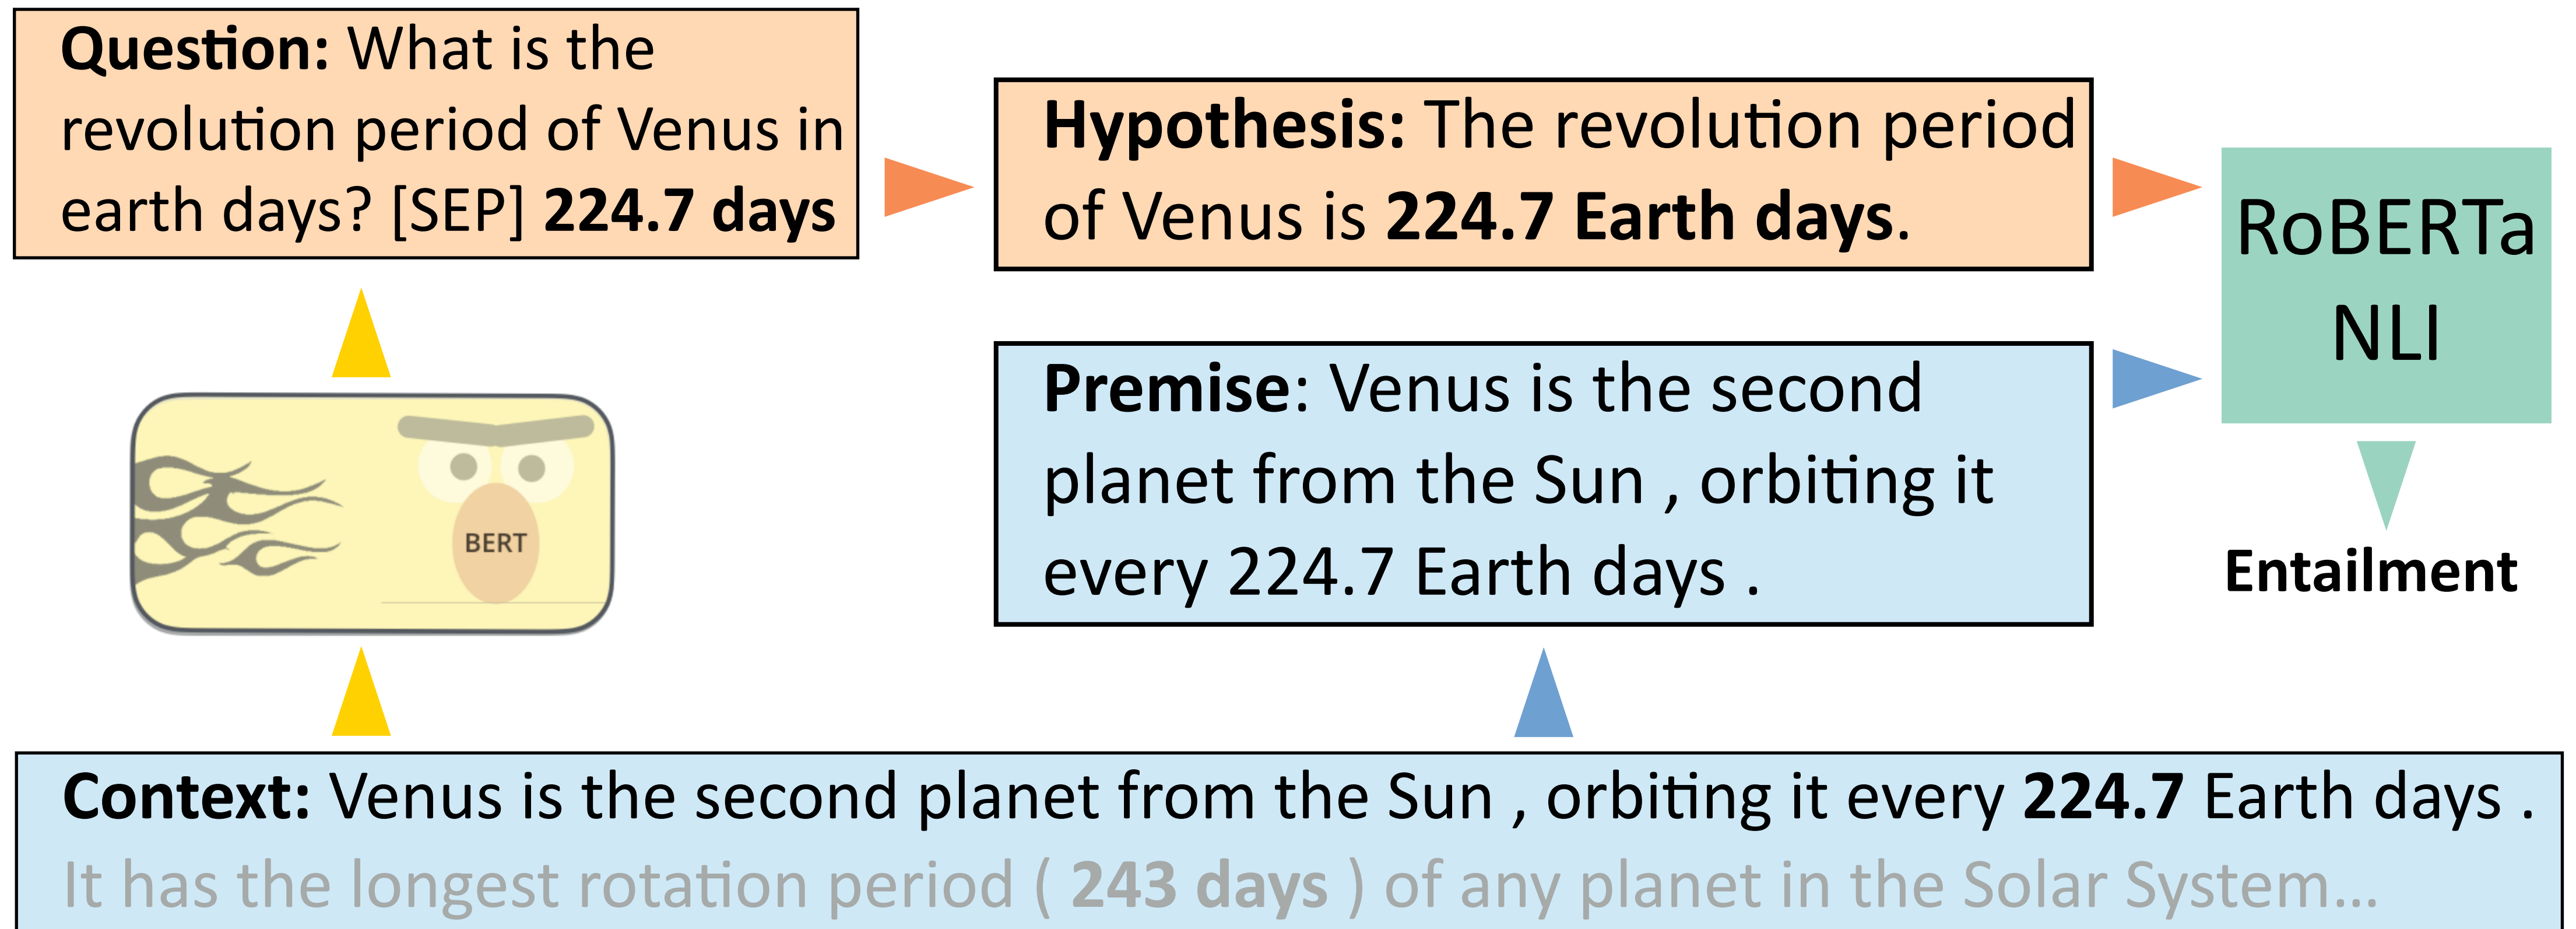 Question: What is the
revolution period of Venus in
earth days? [SEP] 224.7 days
Hypothesis: The revolution period
of Venus is 224.7 Earth days.
RoBERTa
NLI
Premise: Venus is the second
planet from the Sun , orbiting it
every 224.7 Earth days .
BERT
Entailment
Context: Venus is the second planet from the Sun , orbiting it every 224.7 Earth days .
It has the longest rotation period ( 243 days ) of any planet in the Solar System...